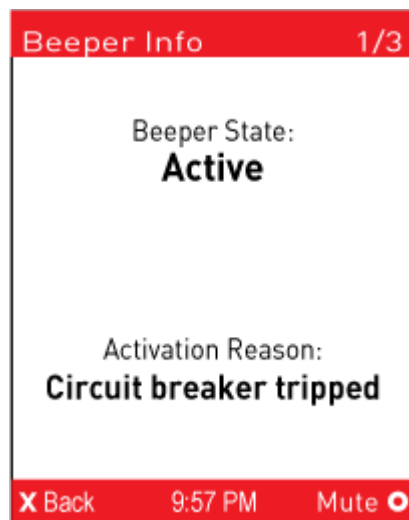 Beeper Info 1/3
Beeper State:
Active
Activation Reason:
Circuit breaker tripped
X Back 9:57 PM Mute